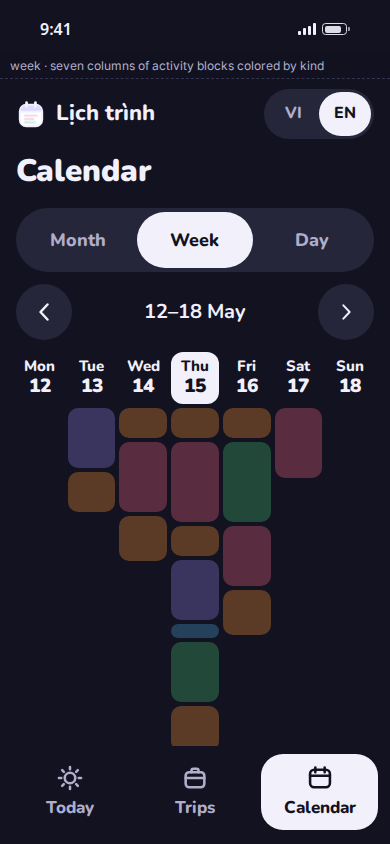 9:41
week · seven columns of activity blocks colored by kind
Lịch trình
VI EN
Calendar
Month Week Day
12–18 May
Mon Tue Wed Thu Fri Sat Sun
12 13 14 15 16 17 18
Today Trips Calendar